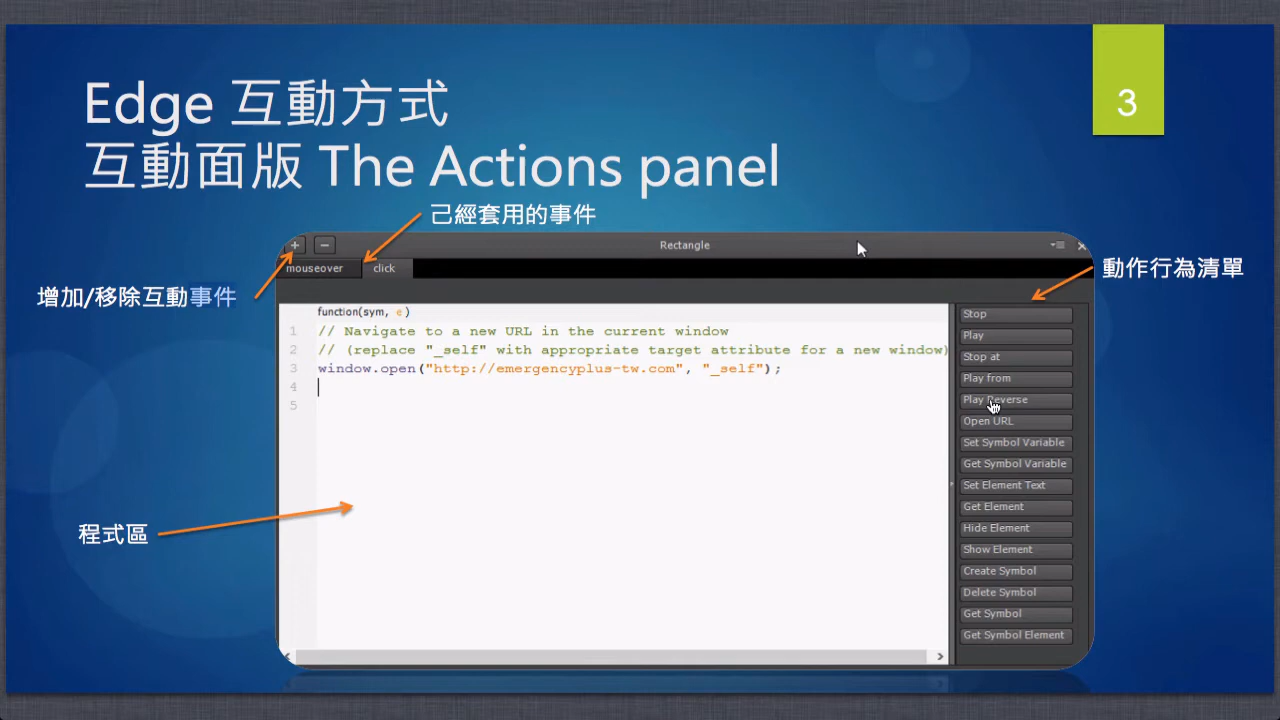 3
Edge 互動方式
互動面版 The Actions panel
己經套用的事件
+ − Rectangle
mouseover click
動作行為清單
增加/移除互動事件
function(sym, e)
1 // Navigate to a new URL in the current window
2 // (replace "_self" with appropriate target attribute for a new window)
3 window.open("http://emergencyplus-tw.com", "_self");
4
5
程式區
Stop
Play
Stop at
Play from
Play Reverse
Open URL
Set Symbol Variable
Get Symbol Variable
Set Element Text
Get Element
Hide Element
Show Element
Create Symbol
Delete Symbol
Get Symbol
Get Symbol Element